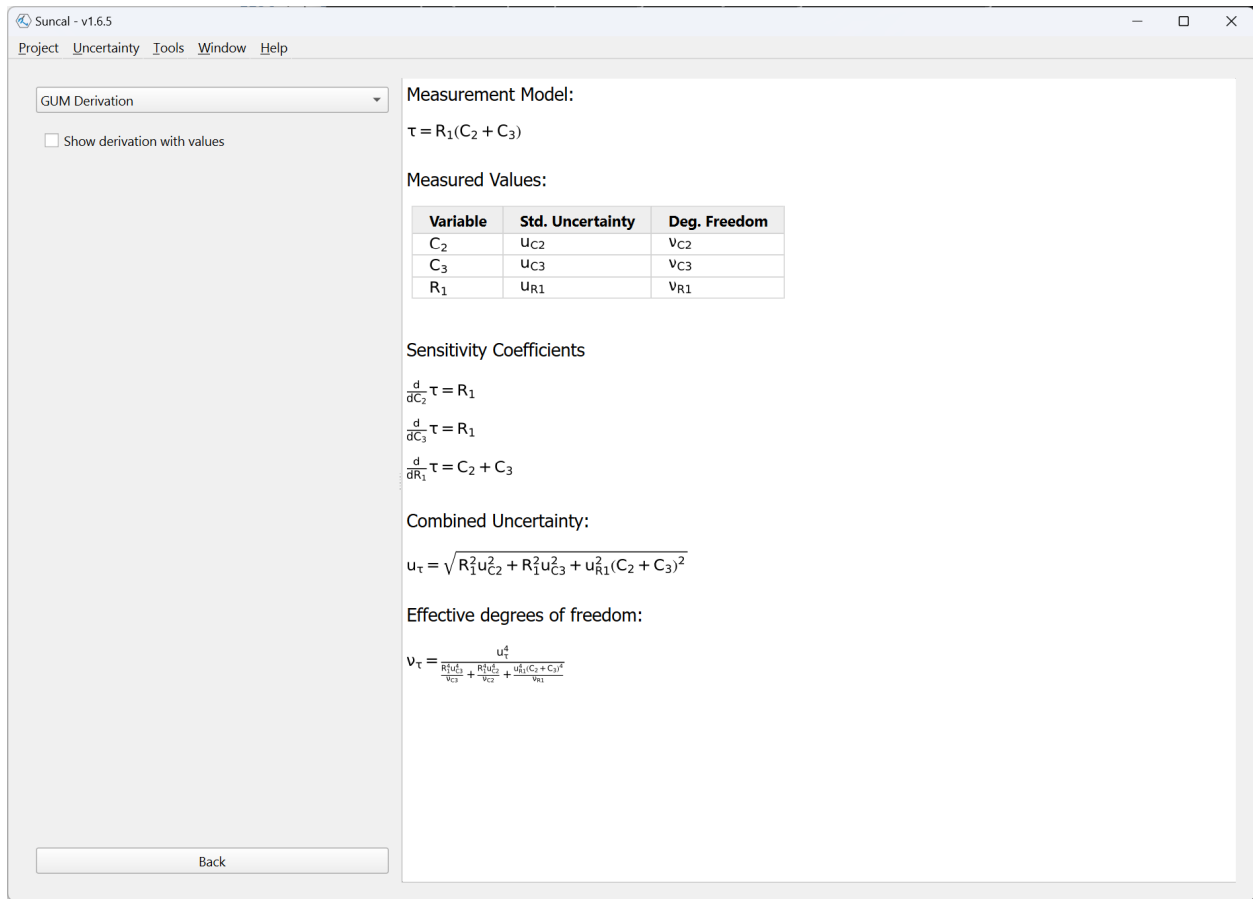 Suncal - v1.6.5
Project Uncertainty Tools Window Help
GUM Derivation
Show derivation with values
Measurement Model:
τ = R₁(C₂ + C₃)
Measured Values:
Variable Std. Uncertainty Deg. Freedom
C₂ u_C2 ν_C2
C₃ u_C3 ν_C3
R₁ u_R1 ν_R1
Sensitivity Coefficients
d/dC₂ τ = R₁
d/dC₃ τ = R₁
d/dR₁ τ = C₂ + C₃
Combined Uncertainty:
u_τ = √(R₁²u_C2² + R₁²u_C3² + u_R1²(C₂ + C₃)²)
Effective degrees of freedom:
ν_τ = u_τ⁴ / (R₁⁴u_C3⁴/ν_C3 + R₁⁴u_C2⁴/ν_C2 + u_R1⁴(C₂ + C₃)⁴/ν_R1)
Back